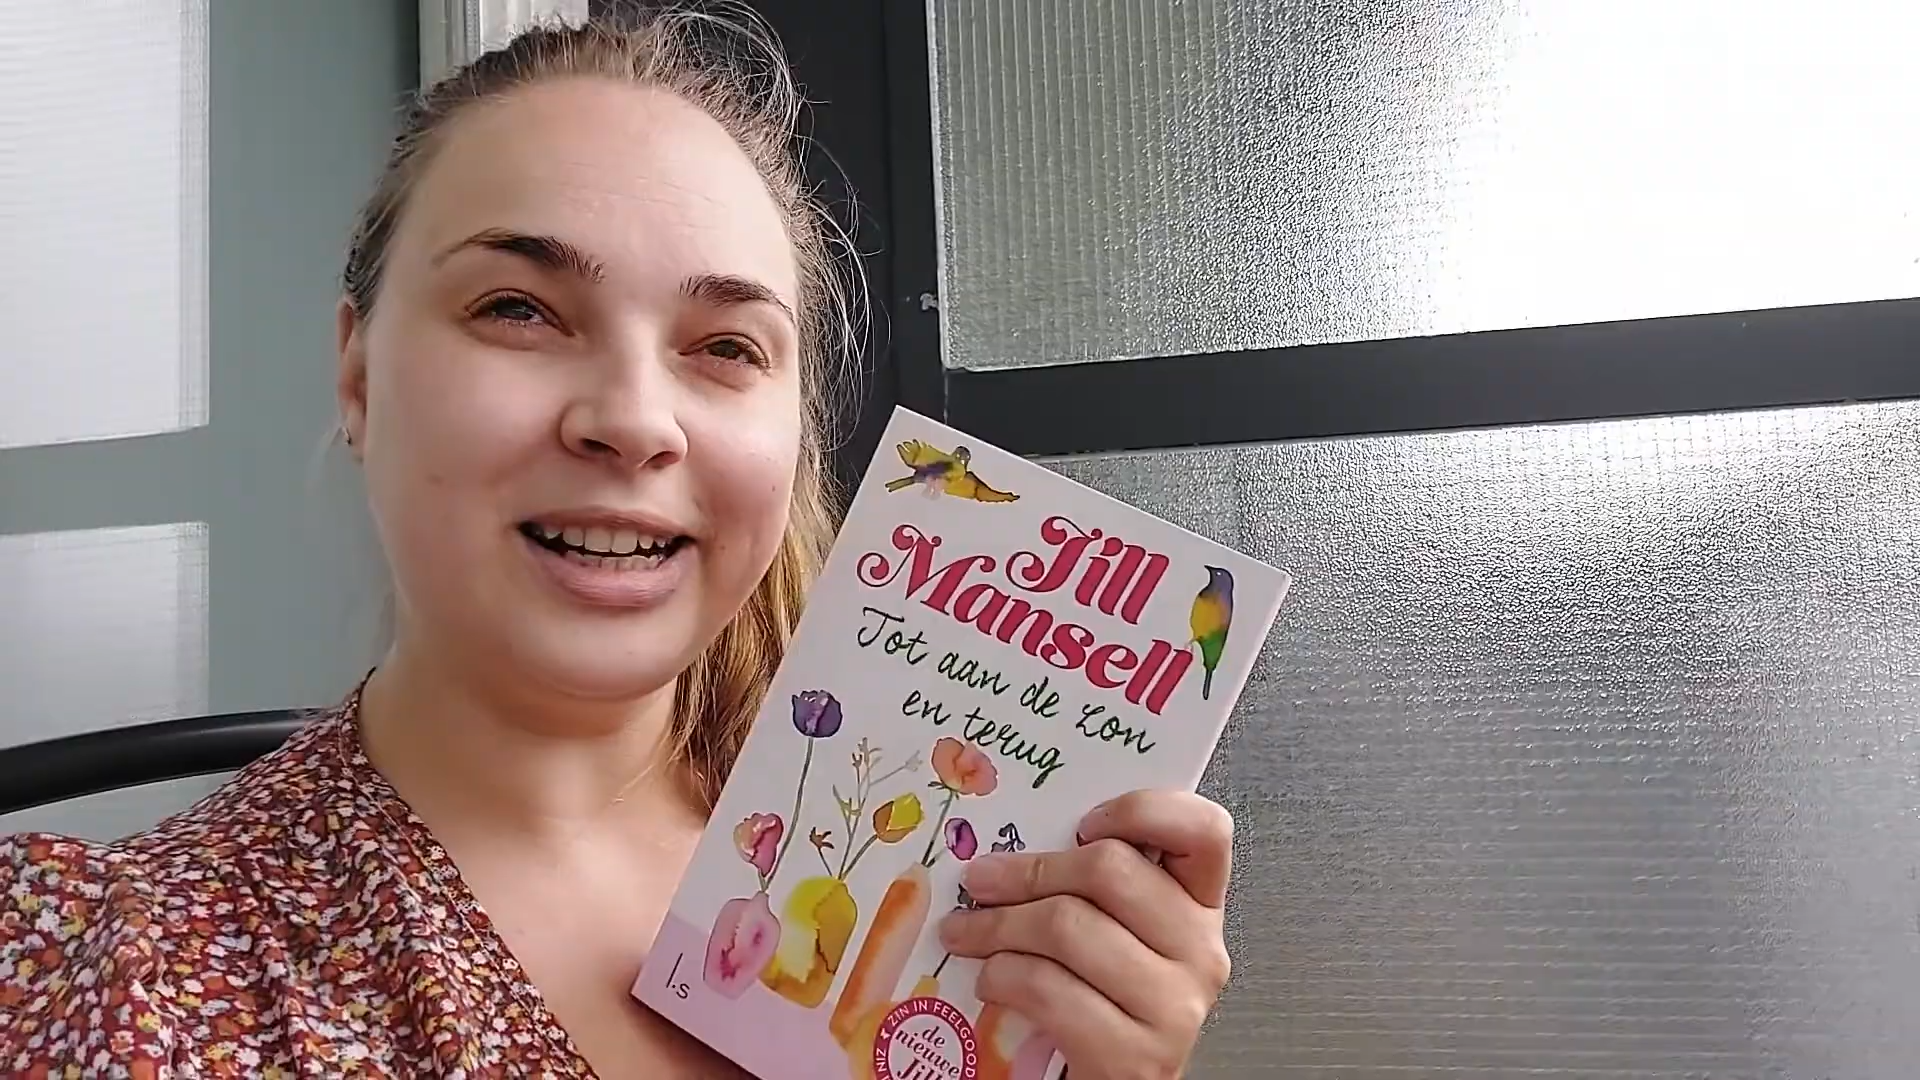 Jill
Mansell
Tot aan de zon
en terug
l.s
ZIN IN FEELGOOD
de
nieuwe
Jill